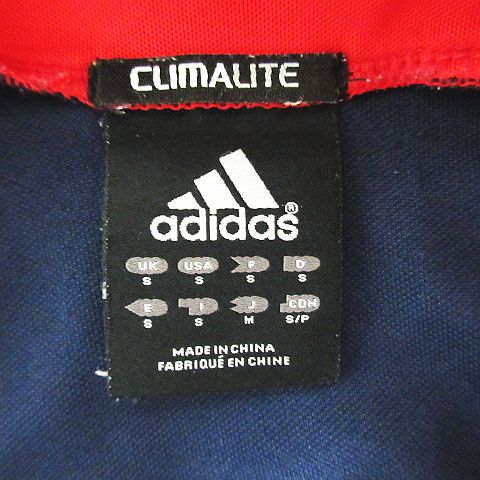 CLIMALITE
adidas®
UK USA F D
S S S S
E I J CDN
S S M S/P
MADE IN CHINA
FABRIQUÉ EN CHINE